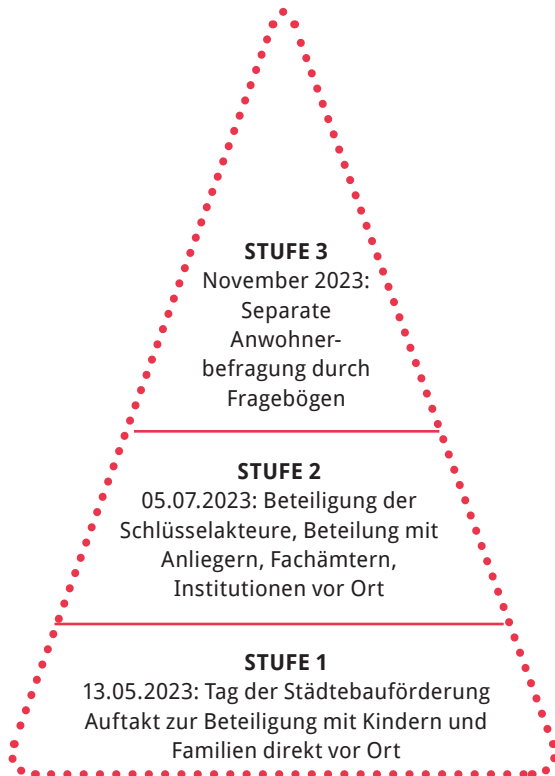 STUFE 3
November 2023:
Separate
Anwohner-
befragung durch
Fragebögen
STUFE 2
05.07.2023: Beteiligung der
Schlüsselakteure, Beteilung mit
Anliegern, Fachämtern,
Institutionen vor Ort
STUFE 1
13.05.2023: Tag der Städtebauförderung
Auftakt zur Beteiligung mit Kindern und
Familien direkt vor Ort